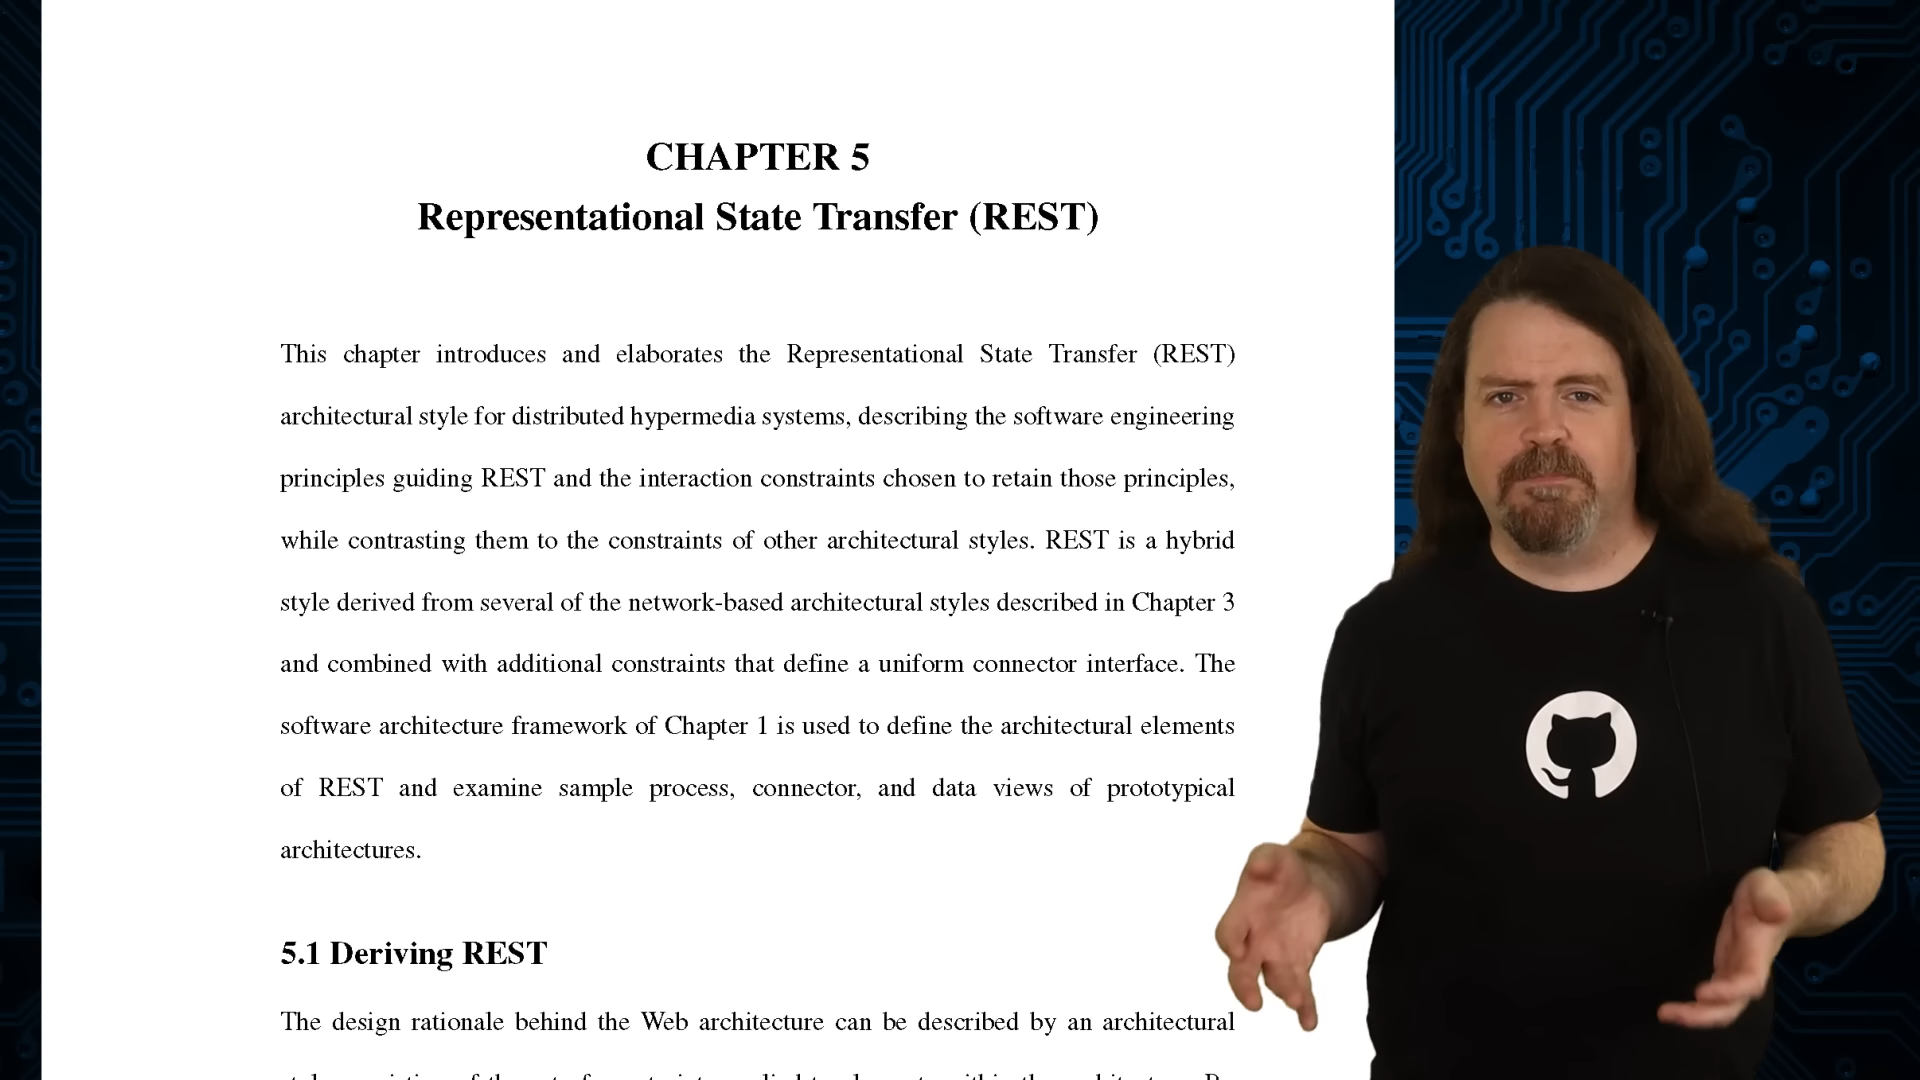 CHAPTER 5
Representational State Transfer (REST)
This chapter introduces and elaborates the Representational State Transfer (REST)
architectural style for distributed hypermedia systems, describing the software engineering
principles guiding REST and the interaction constraints chosen to retain those principles,
while contrasting them to the constraints of other architectural styles. REST is a hybrid
style derived from several of the network-based architectural styles described in Chapter 3
and combined with additional constraints that define a uniform connector interface. The
software architecture framework of Chapter 1 is used to define the architectural elements
of REST and examine sample process, connector, and data views of prototypical
architectures.
5.1 Deriving REST
The design rationale behind the Web architecture can be described by an architectural